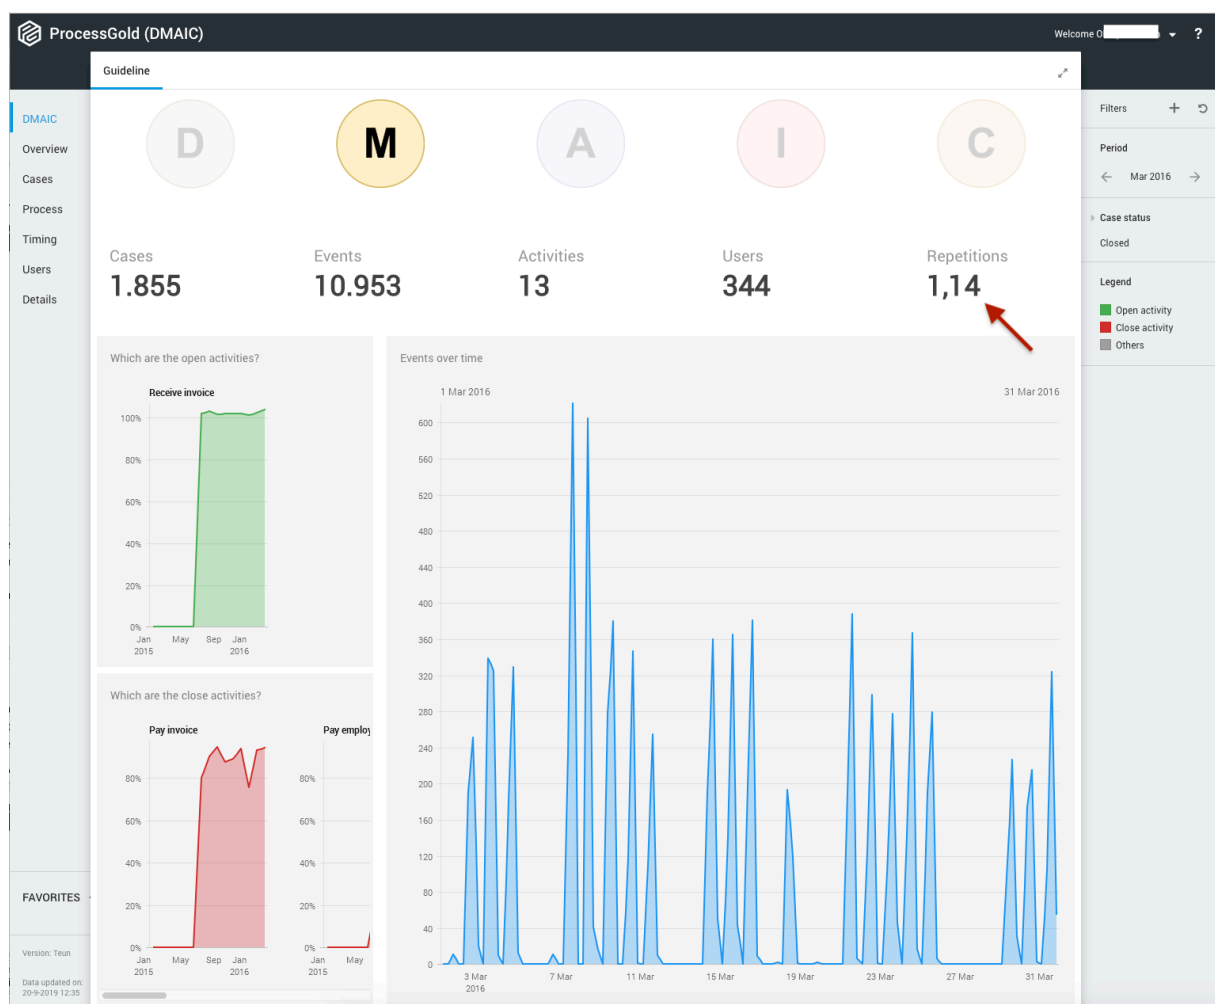 ProcessGold (DMAIC)
Welcome O
?
Guideline
D
M
A
I
C
DMAIC
Overview
Cases
Process
Timing
Users
Details
FAVORITES
Version: Teun
Data updated on:
20-9-2019 12:35
Cases
1.855
Events
10.953
Activities
13
Users
344
Repetitions
1,14
Which are the open activities?
Receive invoice
100%
80%
60%
40%
20%
0%
Jan May Sep Jan
2015 2016
Which are the close activities?
Pay invoice
80%
60%
40%
20%
0%
Jan May Sep Jan
2015 2016
Pay employ
80%
60%
40%
20%
0%
Jan May
2015
Events over time
1 Mar 2016 31 Mar 2016
600
560
520
480
440
400
360
320
280
240
200
160
120
80
40
0
3 Mar 7 Mar 11 Mar 15 Mar 19 Mar 23 Mar 27 Mar 31 Mar
2016
Filters
Period
Mar 2016
Case status
Closed
Legend
Open activity
Close activity
Others